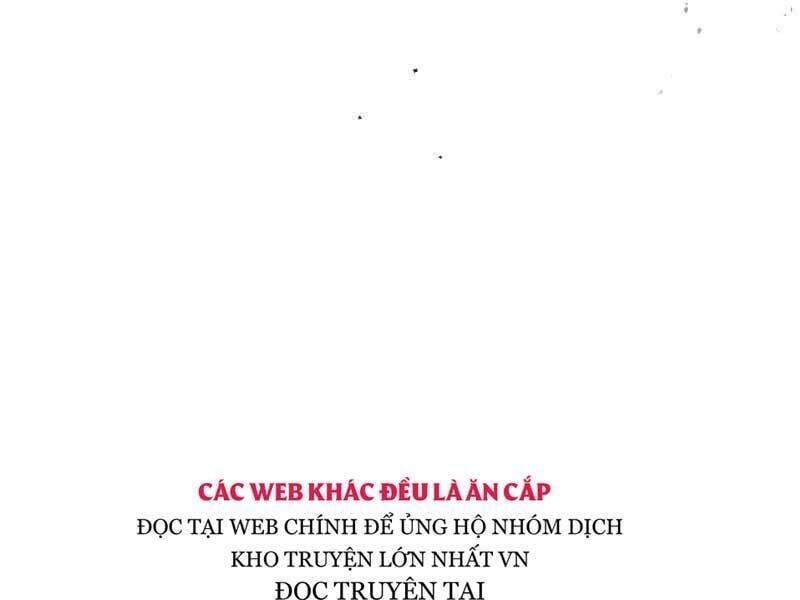 CÁC WEB KHÁC ĐỀU LÀ ĂN CẮP
ĐỌC TẠI WEB CHÍNH ĐỂ ỦNG HỘ NHÓM DỊCH
KHO TRUYỆN LỚN NHẤT VN
ĐỌC TRUYỆN TẠI